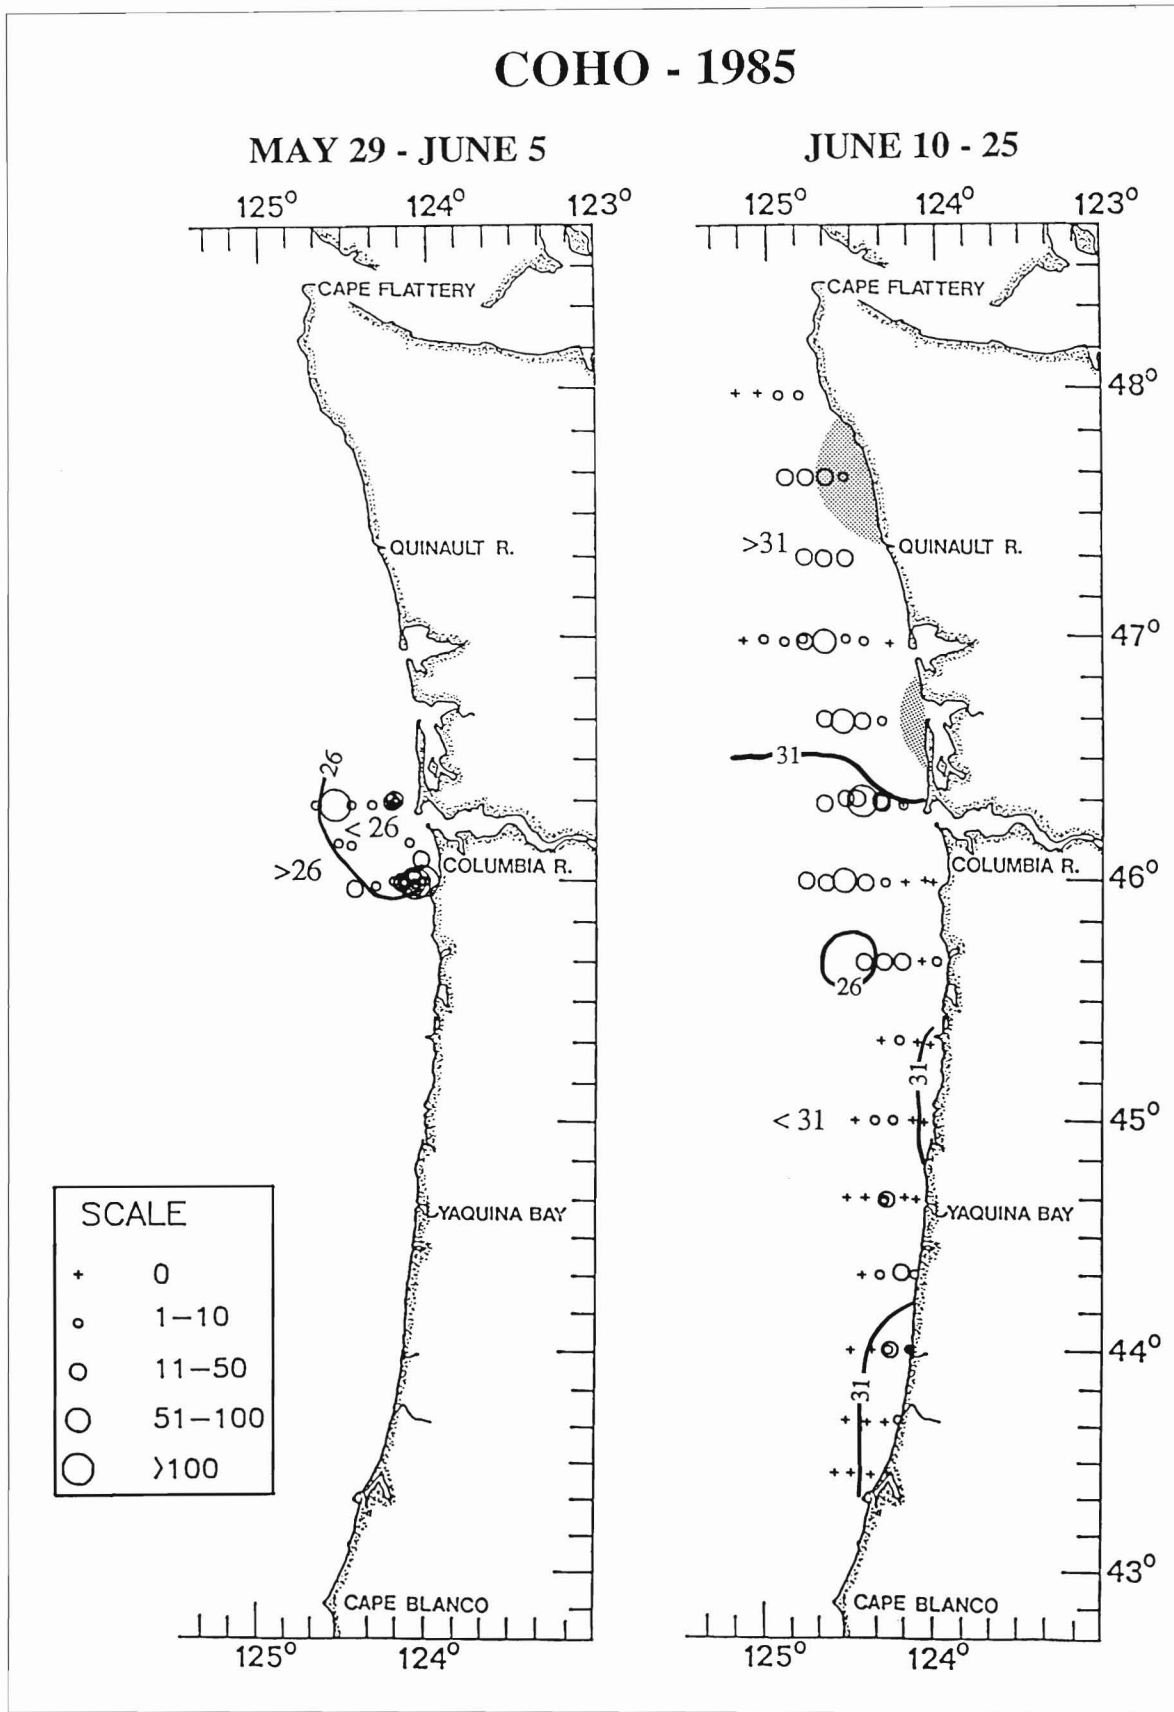 COHO - 1985
MAY 29 - JUNE 5
125° 124° 123°
CAPE FLATTERY
QUINAULT R.
26
< 26
>26
COLUMBIA R.
YAQUINA BAY
CAPE BLANCO
125° 124°
SCALE
+ 0
1-10
11-50
51-100
>100
JUNE 10 - 25
125° 124° 123°
CAPE FLATTERY
48°
>31
QUINAULT R.
47°
31
COLUMBIA R.
46°
26
31
< 31
45°
YAQUINA BAY
44°
31
43°
CAPE BLANCO
125° 124°